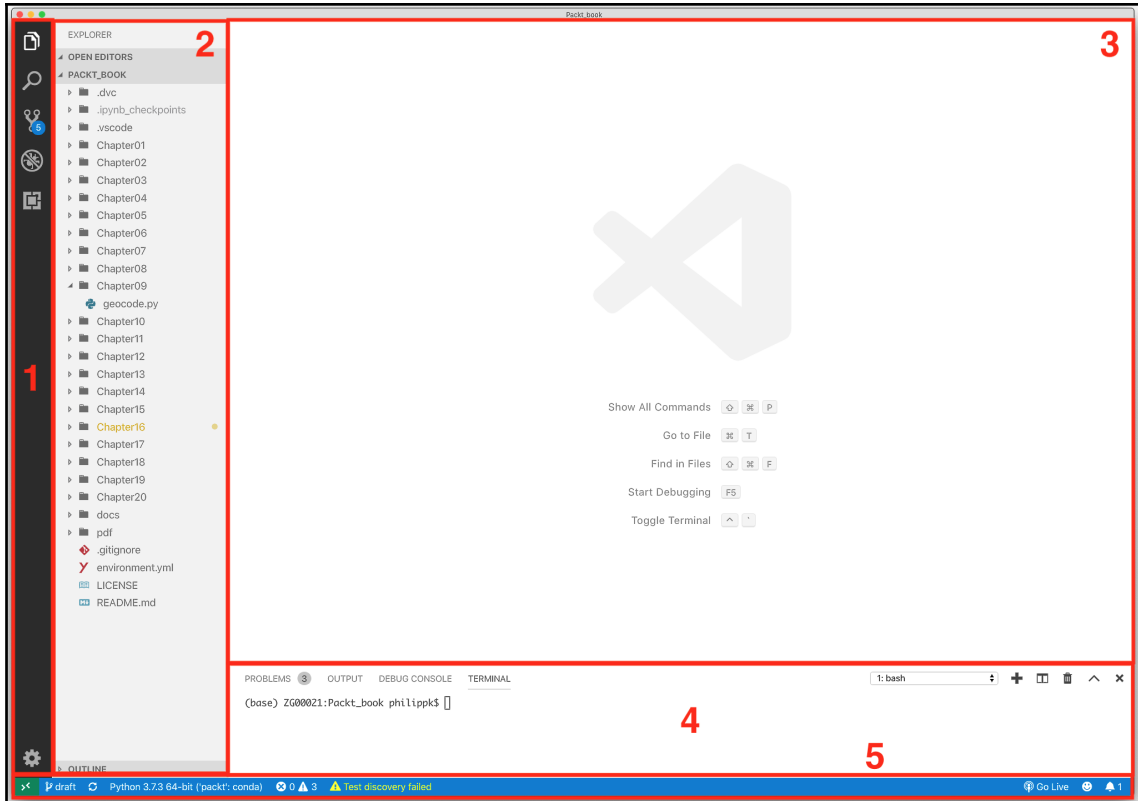 Packt_book
1
EXPLORER
2
OPEN EDITORS
PACKT_BOOK
.dvc
.ipynb_checkpoints
.vscode
Chapter01
Chapter02
Chapter03
Chapter04
Chapter05
Chapter06
Chapter07
Chapter08
Chapter09
geocode.py
Chapter10
Chapter11
Chapter12
Chapter13
Chapter14
Chapter15
Chapter16
Chapter17
Chapter18
Chapter19
Chapter20
docs
pdf
.gitignore
environment.yml
LICENSE
README.md
OUTLINE
5
3
Show All Commands ⇧ ⌘ P
Go to File ⌘ T
Find in Files ⇧ ⌘ F
Start Debugging F5
Toggle Terminal ^ `
PROBLEMS 3 OUTPUT DEBUG CONSOLE TERMINAL 1: bash
(base) ZG00021:Packt_book philippk$
4
5
draft Python 3.7.3 64-bit ('packt': conda) 0 3 Test discovery failed Go Live 1